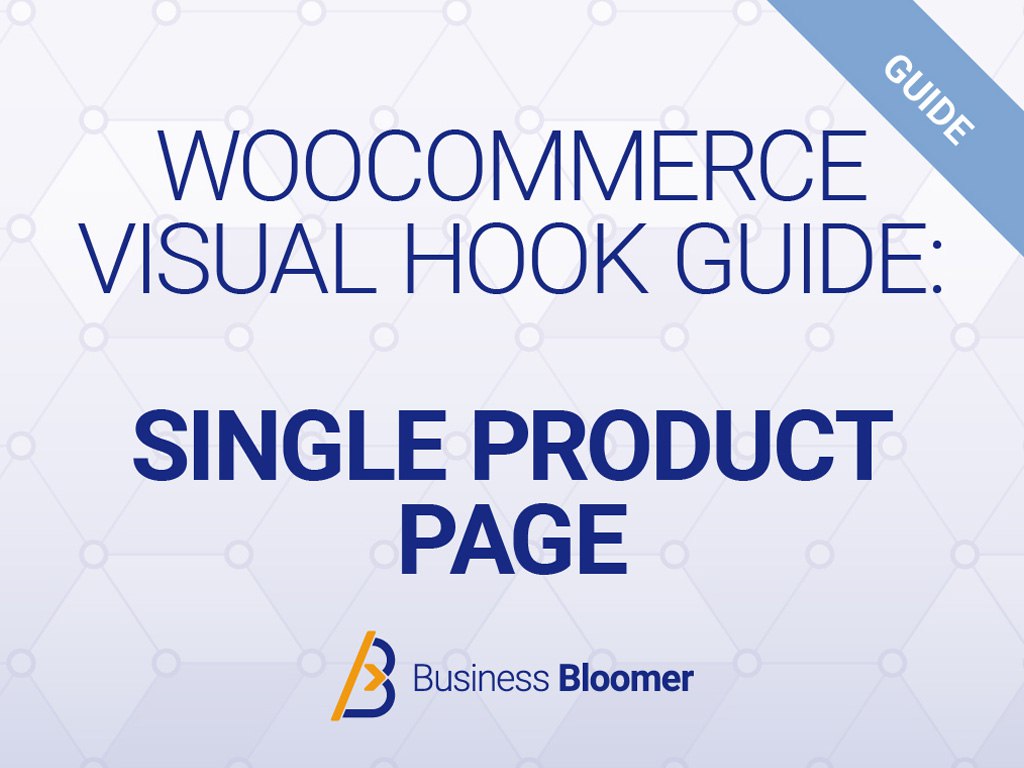 GUIDE
WOOCOMMERCE
VISUAL HOOK GUIDE:
SINGLE PRODUCT
PAGE
Business Bloomer